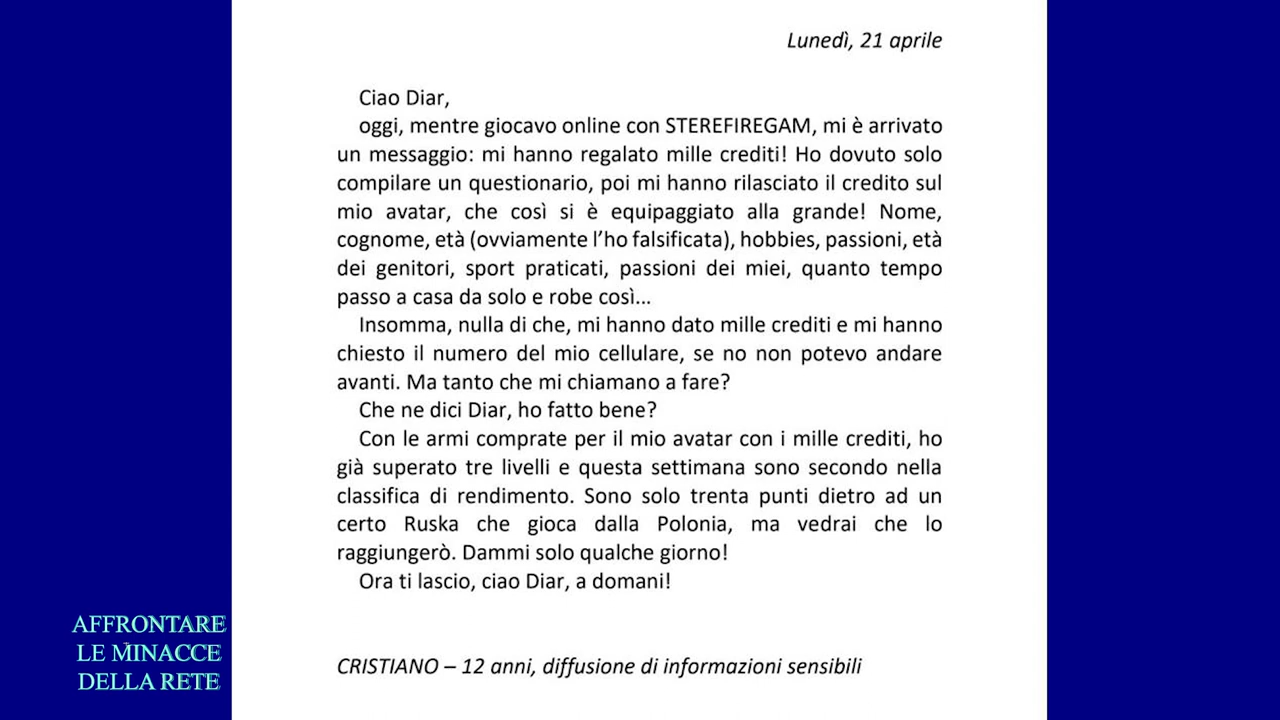 Lunedì, 21 aprile
Ciao Diar,
oggi, mentre giocavo online con STEREFIREGAM, mi è arrivato
un messaggio: mi hanno regalato mille crediti! Ho dovuto solo
compilare un questionario, poi mi hanno rilasciato il credito sul
mio avatar, che così si è equipaggiato alla grande! Nome,
cognome, età (ovviamente l’ho falsificata), hobbies, passioni, età
dei genitori, sport praticati, passioni dei miei, quanto tempo
passo a casa da solo e robe così...
Insomma, nulla di che, mi hanno dato mille crediti e mi hanno
chiesto il numero del mio cellulare, se no non potevo andare
avanti. Ma tanto che mi chiamano a fare?
Che ne dici Diar, ho fatto bene?
Con le armi comprate per il mio avatar con i mille crediti, ho
già superato tre livelli e questa settimana sono secondo nella
classifica di rendimento. Sono solo trenta punti dietro ad un
certo Ruska che gioca dalla Polonia, ma vedrai che lo
raggiungerò. Dammi solo qualche giorno!
Ora ti lascio, ciao Diar, a domani!
CRISTIANO – 12 anni, diffusione di informazioni sensibili
AFFRONTARE
LE MINACCE
DELLA RETE